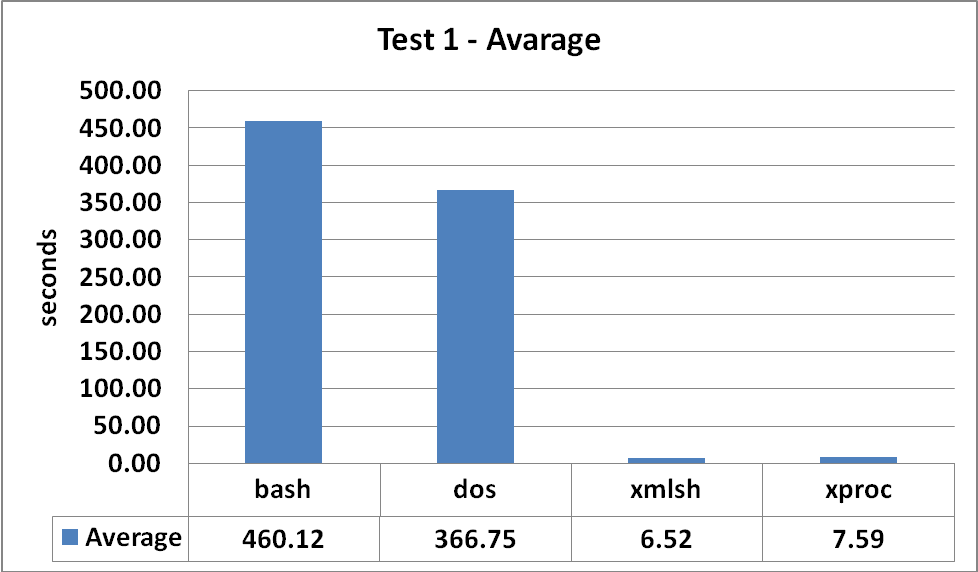 Test 1 - Avarage
500.00
450.00
400.00
350.00
300.00
250.00
200.00
150.00
100.00
50.00
0.00
seconds
bash dos xmlsh xproc
Average 460.12 366.75 6.52 7.59